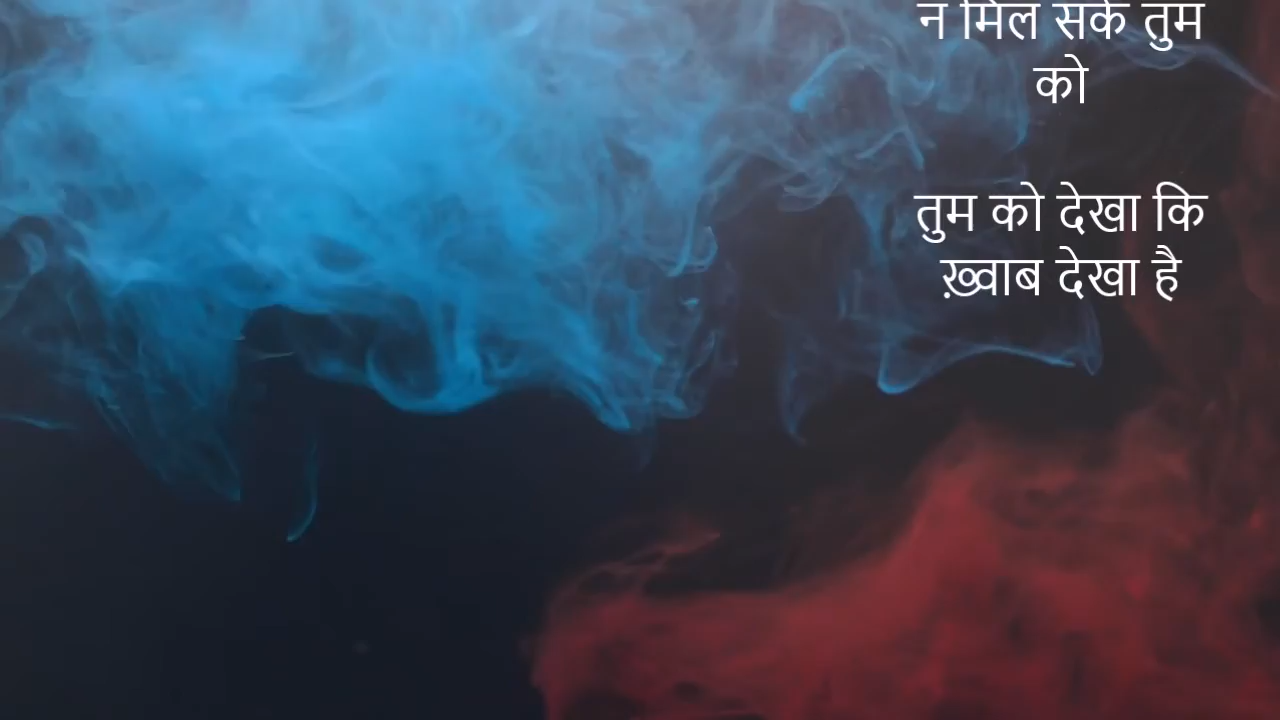 न मिल सके तुम
को
तुम को देखा कि
ख़्वाब देखा है